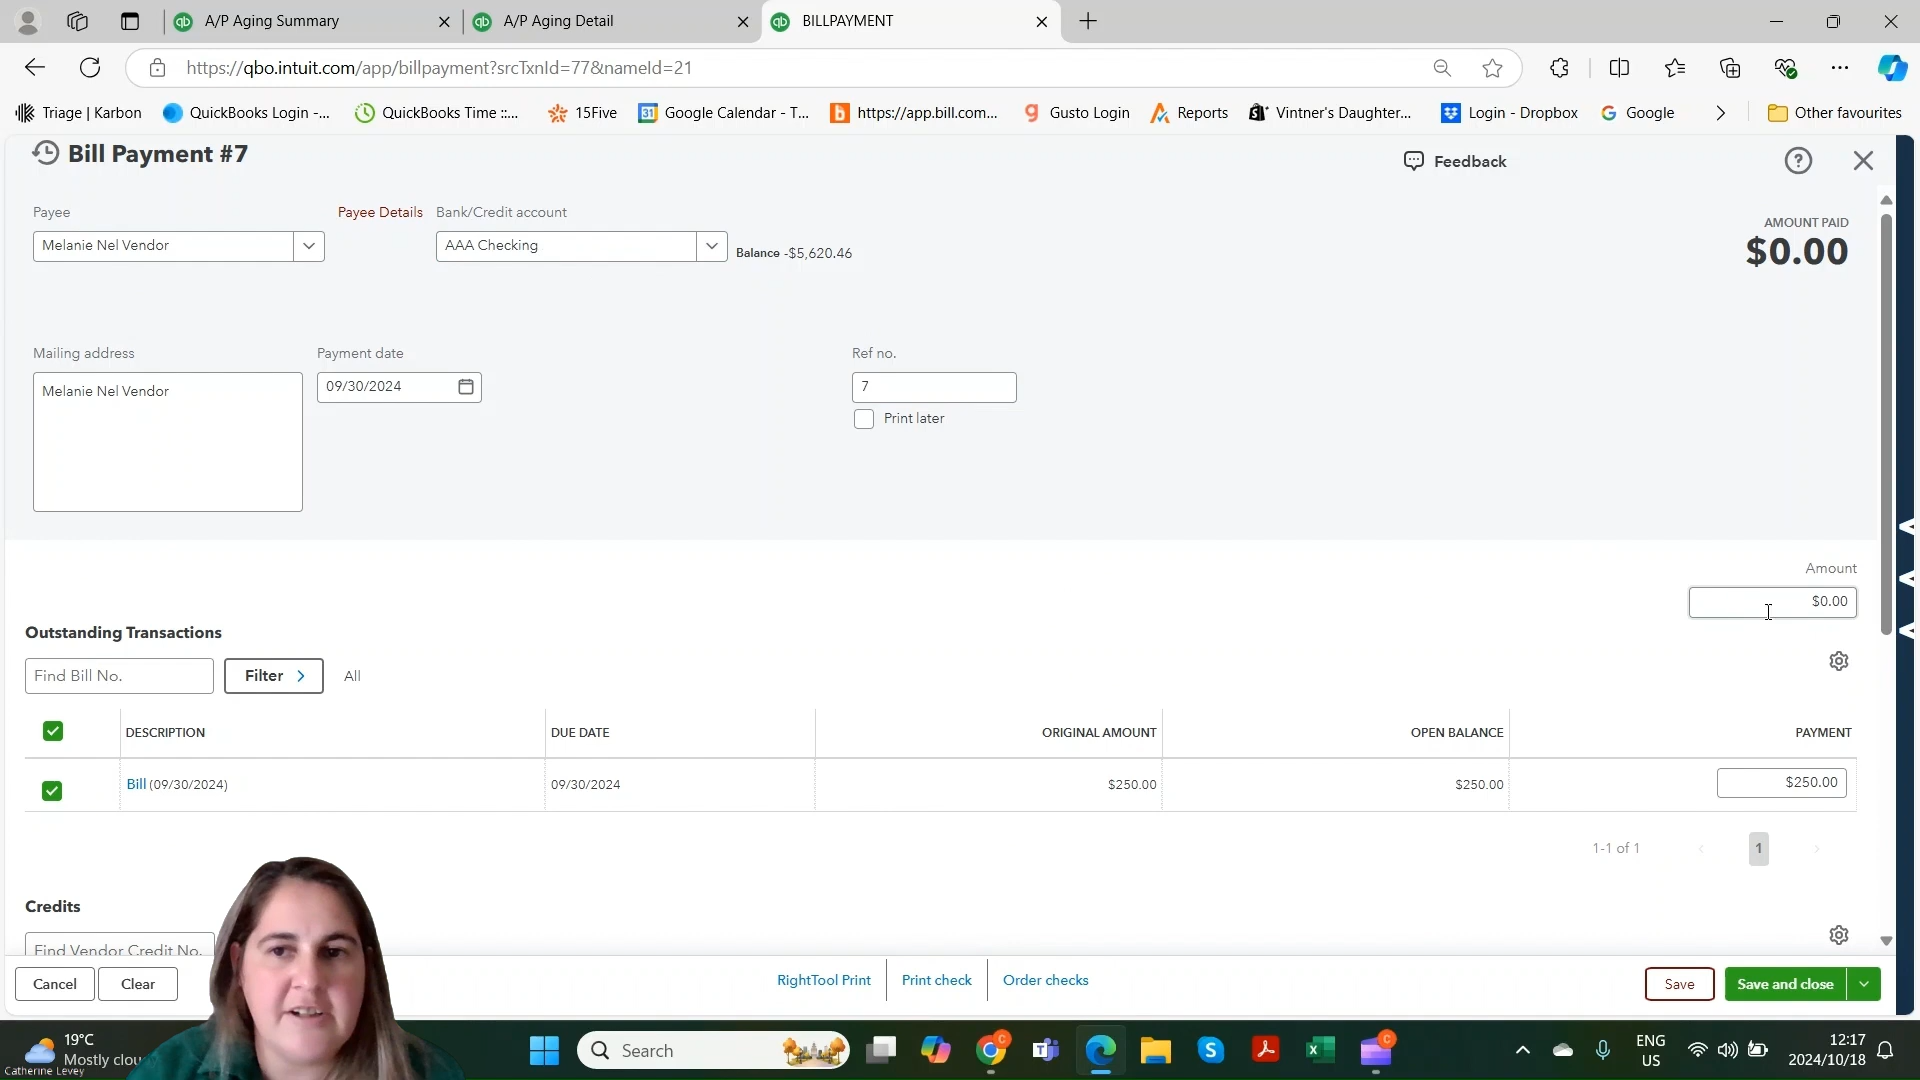 A/P Aging Summary
A/P Aging Detail
BILLPAYMENT
https://qbo.intuit.com/app/billpayment?srcTxnId=77&nameId=21
Triage | Karbon
QuickBooks Login -...
QuickBooks Time ::...
15Five
31
Google Calendar - T...
https://app.bill.com...
Gusto Login
Reports
Vintner's Daughter...
Login - Dropbox
Google
Other favourites
Bill Payment #7
Feedback
Payee
Payee Details
Bank/Credit account
AMOUNT PAID
Melanie Nel Vendor
AAA Checking
Balance -$5,620.46
$0.00
Mailing address
Payment date
Ref no.
Melanie Nel Vendor
09/30/2024
7
Print later
Amount
$0.00
Outstanding Transactions
Find Bill No.
Filter
All
DESCRIPTION
DUE DATE
ORIGINAL AMOUNT
OPEN BALANCE
PAYMENT
Bill (09/30/2024)
09/30/2024
$250.00
$250.00
$250.00
1-1 of 1
1
Credits
Find Vendor Credit No.
Cancel
Clear
RightTool Print
Print check
Order checks
Save
Save and close
19°C
Mostly clou
Catherine Levey
Search
ENG
US
12:17
2024/10/18